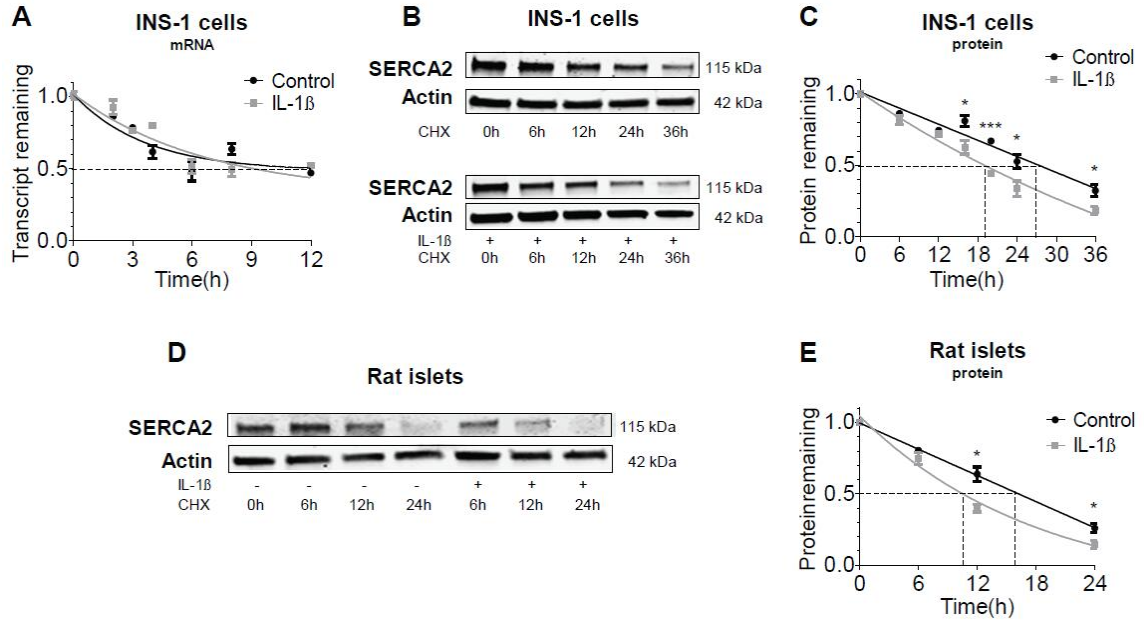 A
INS-1 cells
mRNA
Transcript remaining
1.0
0.5
0.0
0 3 6 9 12
Time(h)
Control
IL-1ß
B
INS-1 cells
SERCA2 115 kDa
Actin 42 kDa
CHX 0h 6h 12h 24h 36h
SERCA2 115 kDa
Actin 42 kDa
IL-1ß + + + + +
CHX 0h 6h 12h 24h 36h
C
INS-1 cells
protein
Protein remaining
1.0
0.5
0.0
0 6 12 18 24 30 36
Time(h)
Control
IL-1ß
*
***
*
*
D
Rat islets
SERCA2 115 kDa
Actin 42 kDa
IL-1ß - - - - + + +
CHX 0h 6h 12h 24h 6h 12h 24h
E
Rat islets
protein
Proteinremaining
1.0
0.5
0.0
0 6 12 18 24
Time(h)
Control
IL-1ß
*
*